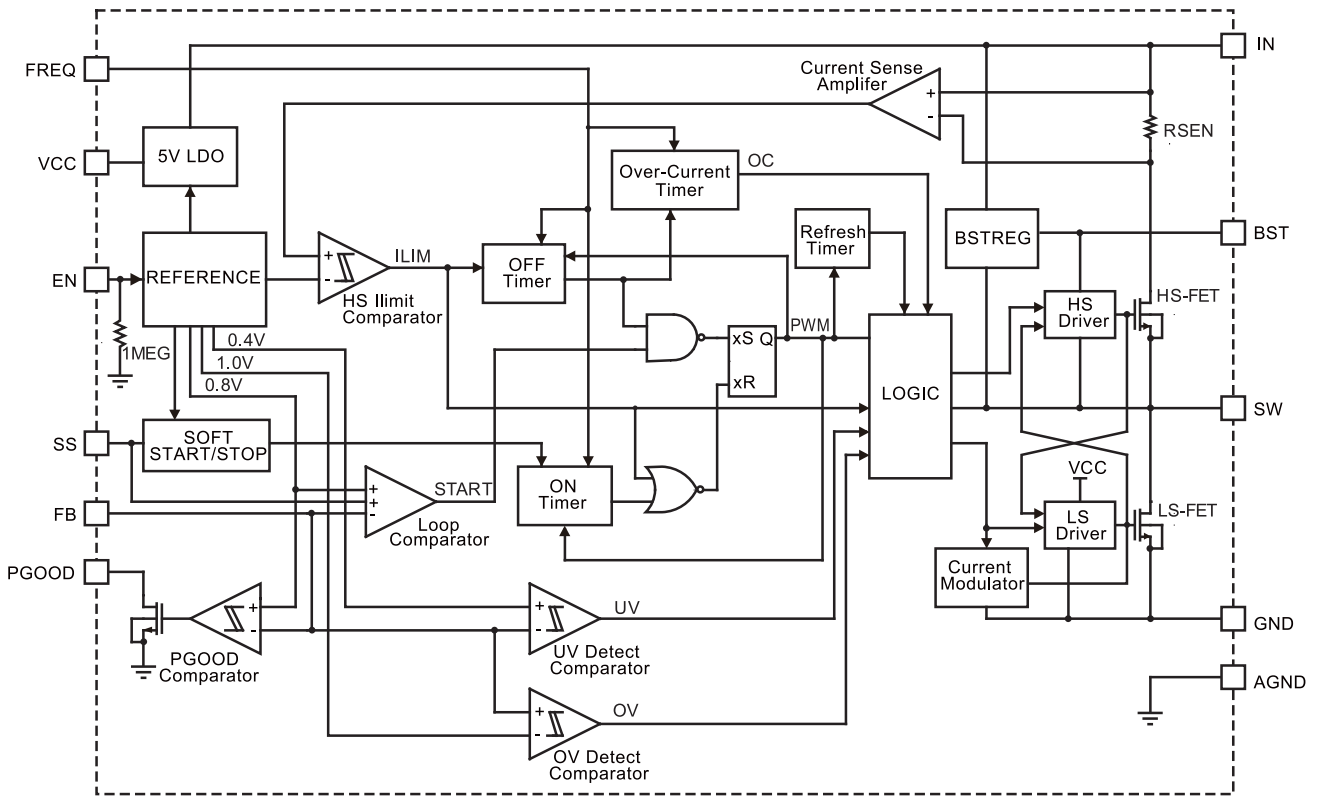 IN
FREQ
Current Sense
Amplifer
+
-
RSEN
VCC
5V LDO
Over-Current
Timer
OC
Refresh
Timer
BSTREG
BST
EN
REFERENCE
+
-
ILIM
HS Ilimit
Comparator
OFF
Timer
HS
Driver
HS-FET
1MEG
0.4V
1.0V
0.8V
xS Q
xR
PWM
LOGIC
SW
SS
SOFT
START/STOP
+
+
-
START
Loop
Comparator
ON
Timer
VCC
LS
Driver
LS-FET
FB
PGOOD
Current
Modulator
+
-
PGOOD
Comparator
+
-
UV
UV Detect
Comparator
GND
AGND
+
-
OV
OV Detect
Comparator